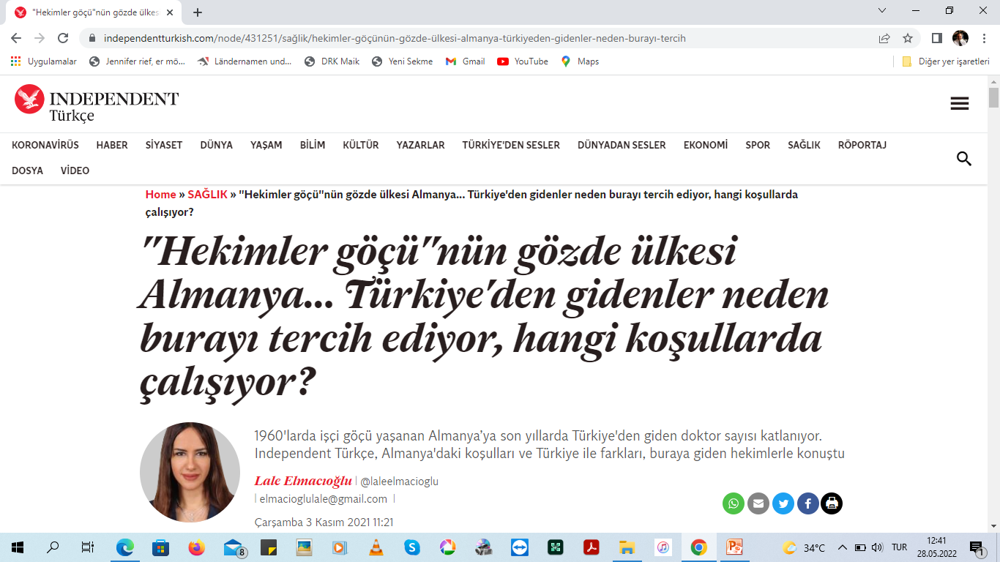 "Hekimler göçü"nün gözde ülkes
independentturkish.com/node/431251/sağlık/hekimler-göçünün-gözde-ülkesi-almanya-türkiyeden-gidenler-neden-burayı-tercih
Uygulamalar Jennifer rief, er mö... Ländernamen und... DRK Maik Yeni Sekme Gmail YouTube Maps Diğer yer işaretleri
INDEPENDENT
Türkçe
KORONAVİRÜS HABER SİYASET DÜNYA YAŞAM BİLİM KÜLTÜR YAZARLAR TÜRKİYE'DEN SESLER DÜNYADAN SESLER EKONOMİ SPOR SAĞLIK RÖPORTAJ
DOSYA VİDEO
Home » SAĞLIK » "Hekimler göçü"nün gözde ülkesi Almanya... Türkiye'den gidenler neden burayı tercih ediyor, hangi koşullarda
çalışıyor?
"Hekimler göçü"nün gözde ülkesi
Almanya... Türkiye'den gidenler neden
burayı tercih ediyor, hangi koşullarda
çalışıyor?
1960'larda işçi göçü yaşanan Almanya’ya son yıllarda Türkiye'den giden doktor sayısı katlanıyor.
Independent Türkçe, Almanya'daki koşulları ve Türkiye ile farkları, buraya giden hekimlerle konuştu
Lale Elmacıoğlu | @laleelmacioglu
| elmacioglulale@gmail.com |
Çarşamba 3 Kasım 2021 11:21
8 34°C TUR 12:41
28.05.2022 1